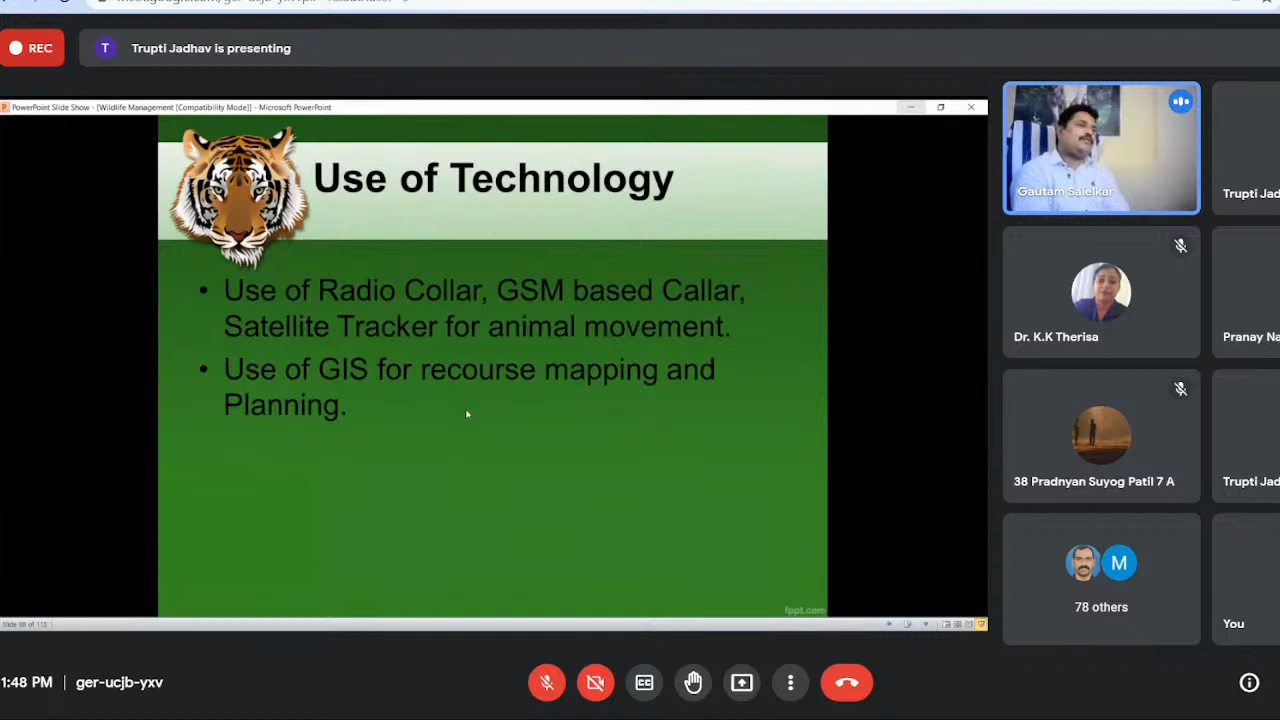 REC
T
Trupti Jadhav is presenting
PowerPoint Slide Show - [Wildlife Management [Compatibility Mode]] - Microsoft PowerPoint
Use of Technology
• Use of Radio Collar, GSM based Callar,
Satellite Tracker for animal movement.
• Use of GIS for recourse mapping and
Planning.
fppt.com
Gautam Salelkar
Trupti Jad
Dr. K.K Therisa
Pranay Na
38 Pradnyan Suyog Patil 7 A
Trupti Jad
M
78 others
You
1:48 PM | ger-ucjb-yxv
CC